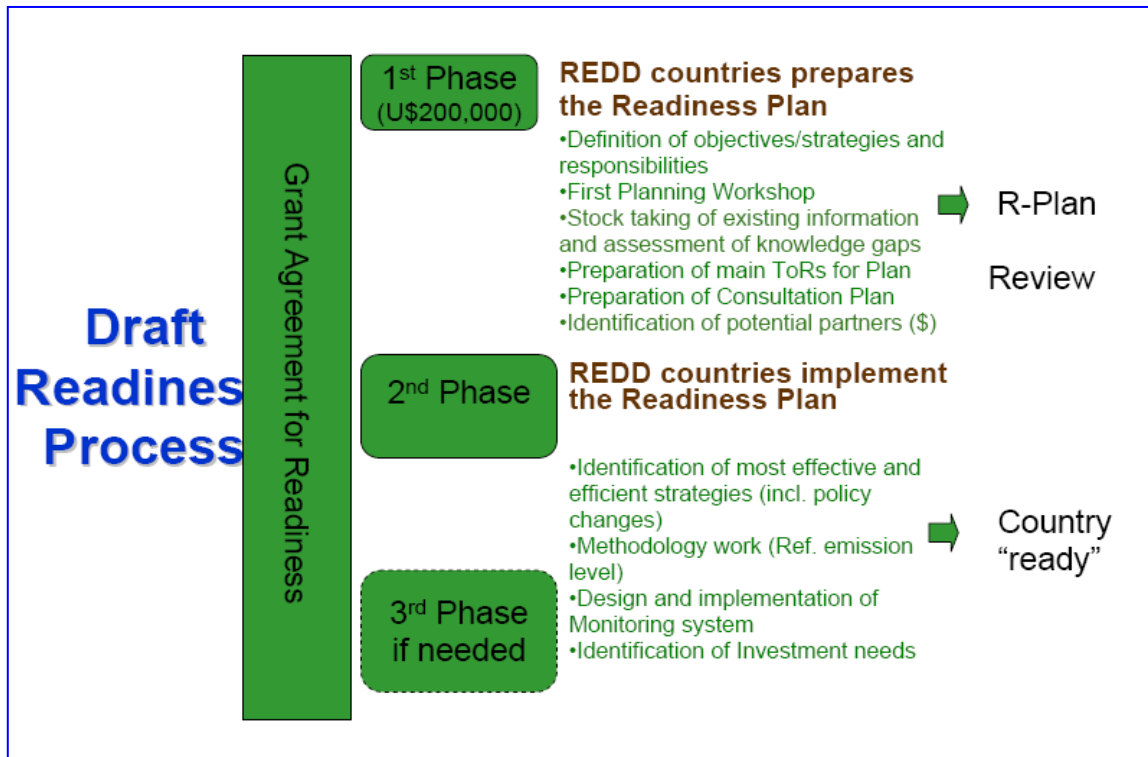 Draft
Readines
Process
Grant Agreement for Readiness
1st Phase
(U$200,000)
REDD countries prepares
the Readiness Plan
•Definition of objectives/strategies and
responsibilities
•First Planning Workshop
•Stock taking of existing information
and assessment of knowledge gaps
•Preparation of main ToRs for Plan
•Preparation of Consultation Plan
•Identification of potential partners ($)
R-Plan
Review
2nd Phase
REDD countries implement
the Readiness Plan
•Identification of most effective and
efficient strategies (incl. policy
changes)
•Methodology work (Ref. emission
level)
•Design and implementation of
Monitoring system
•Identification of Investment needs
Country
“ready”
3rd Phase
if needed